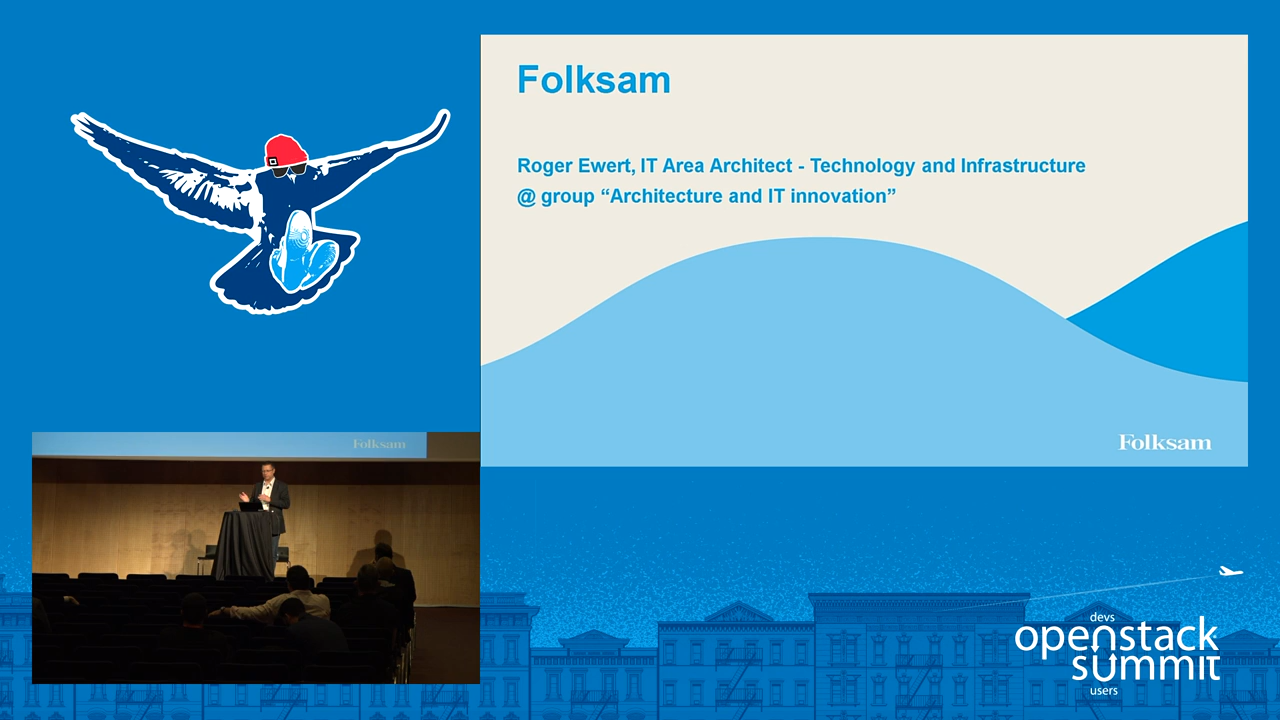 Folksam
Roger Ewert, IT Area Architect - Technology and Infrastructure
@ group “Architecture and IT innovation”
Folksam
Folksam
devs
openstack
summit
users